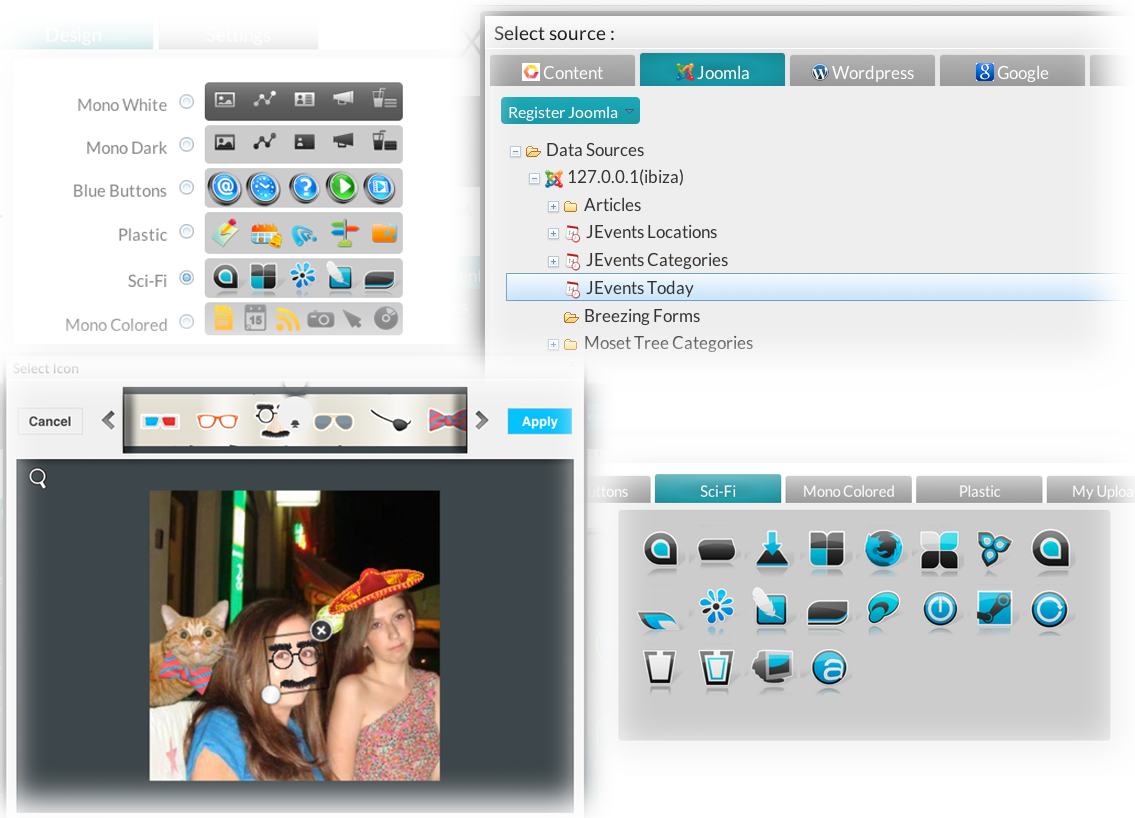 Design
Settings
Mono White
Mono Dark
Blue Buttons
Plastic
Sci-Fi
Mono Colored
15
Select source :
Content
Joomla
Wordpress
Google
Register Joomla
Data Sources
127.0.0.1(ibiza)
Articles
JEvents Locations
JEvents Categories
JEvents Today
Breezing Forms
Moset Tree Categories
Select Icon
Cancel
Apply
Sci-Fi
Mono Colored
Plastic
My